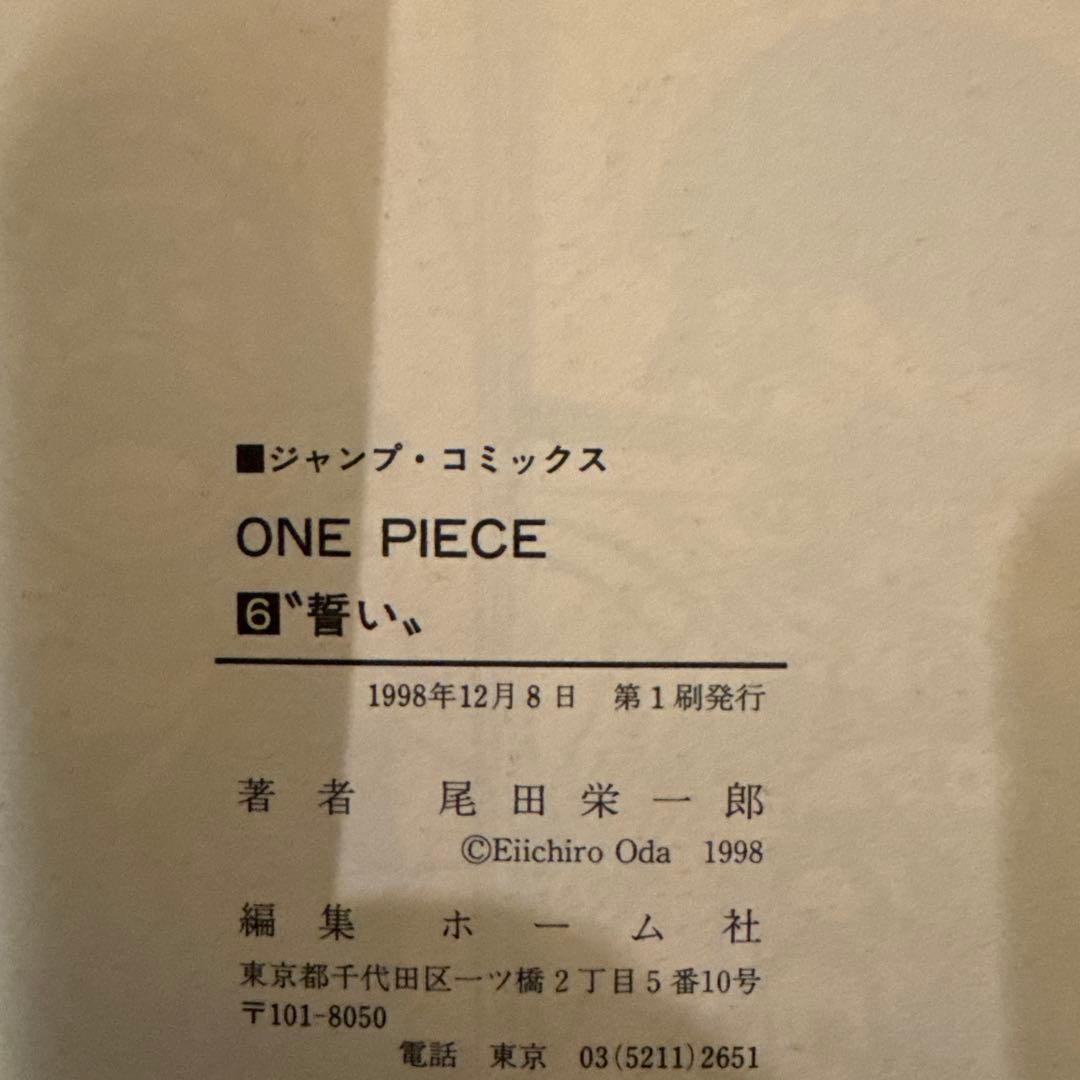 ■ジャンプ・コミックス
ONE PIECE
6〝誓い〟
1998年12月8日 第1刷発行
著者 尾田栄一郎
©Eiichiro Oda 1998
編集 ホーム社
東京都千代田区一ツ橋2丁目5番10号
〒101-8050
電話 東京 03(5211)2651